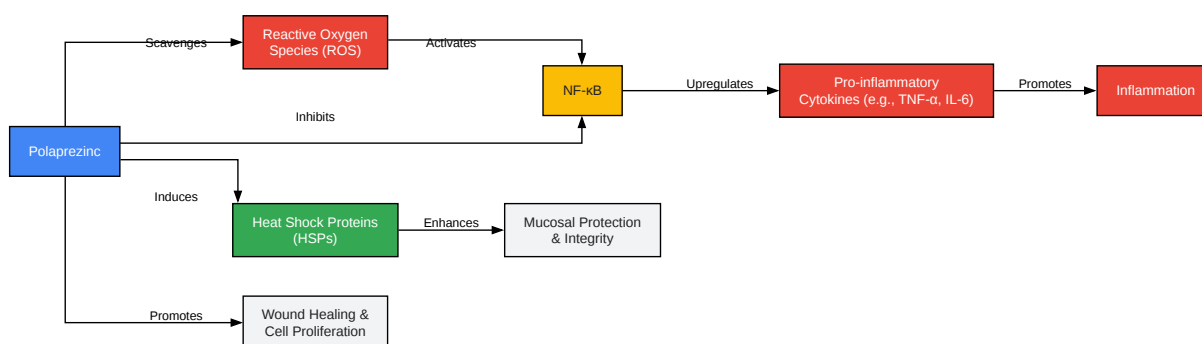 Reactive Oxygen
Species (ROS)
Scavenges
Activates
NF-κB
Upregulates
Pro-inflammatory
Cytokines (e.g., TNF-α, IL-6)
Promotes
Inflammation
Inhibits
Polaprezinc
Induces
Heat Shock Proteins
(HSPs)
Enhances
Mucosal Protection
& Integrity
Promotes
Wound Healing &
Cell Proliferation